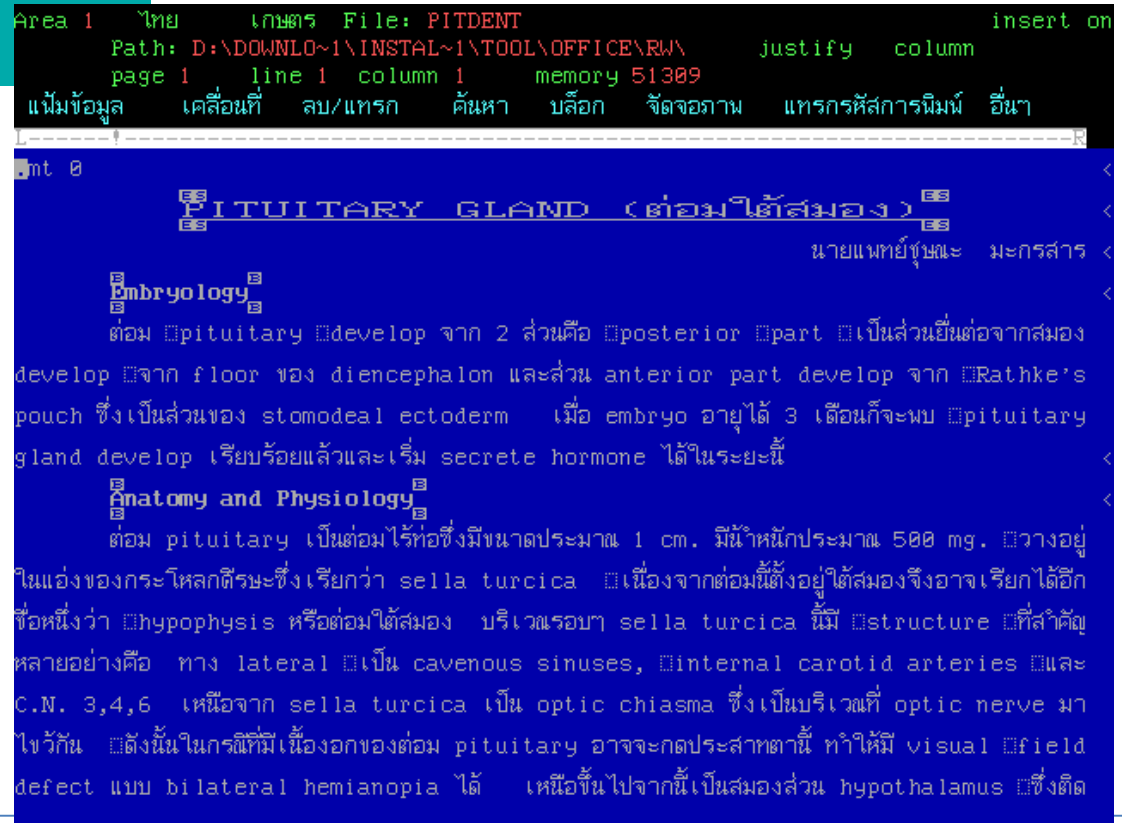 Area 1 ไทย เกษตร File: PITDENT insert on
Path: D:\DOWNLO~1\INSTAL~1\TOOL\OFFICE\RW\ justify column
page 1 line 1 column 1 memory 51309
แฟ้มข้อมูล เคลื่อนที่ ลบ/แทรก ค้นหา บล็อก จัดจอภาพ แทรกรหัสการพิมพ์ อื่นๆ
L------!--------------------------------------------------------------------R
.mt 0 <
PITUITARY GLAND (ต่อมใต้สมอง) <
นายแพทย์ชุษณะ มะกรสาร <
Embryology <
ต่อม pituitary develop จาก 2 ส่วนคือ posterior part เป็นส่วนยื่นต่อจากสมอง
develop จาก floor ของ diencephalon และส่วน anterior part develop จาก Rathke's
pouch ซึ่งเป็นส่วนของ stomodeal ectoderm เมื่อ embryo อายุได้ 3 เดือนก็จะพบ pituitary
gland develop เรียบร้อยแล้วและเริ่ม secrete hormone ได้ในระยะนี้ <
Anatomy and Physiology <
ต่อม pituitary เป็นต่อมไร้ท่อซึ่งมีขนาดประมาณ 1 cm. มีน้ำหนักประมาณ 500 mg. วางอยู่
ในแอ่งของกระโหลกศีรษะซึ่งเรียกว่า sella turcica เนื่องจากต่อมนี้ตั้งอยู่ใต้สมองจึงอาจเรียกได้อีก
ชื่อหนึ่งว่า hypophysis หรือต่อมใต้สมอง บริเวณรอบๆ sella turcica นี้มี structure ที่สำคัญ
หลายอย่างคือ ทาง lateral เป็น cavenous sinuses, internal carotid arteries และ
C.N. 3,4,6 เหนือจาก sella turcica เป็น optic chiasma ซึ่งเป็นบริเวณที่ optic nerve มา
ไขว้กัน ดังนั้นในกรณีที่มีเนื้องอกของต่อม pituitary อาจจะกดประสาทตานี้ ทำให้มี visual field
defect แบบ bilateral hemianopia ได้ เหนือขึ้นไปจากนี้เป็นสมองส่วน hypothalamus ซึ่งติด